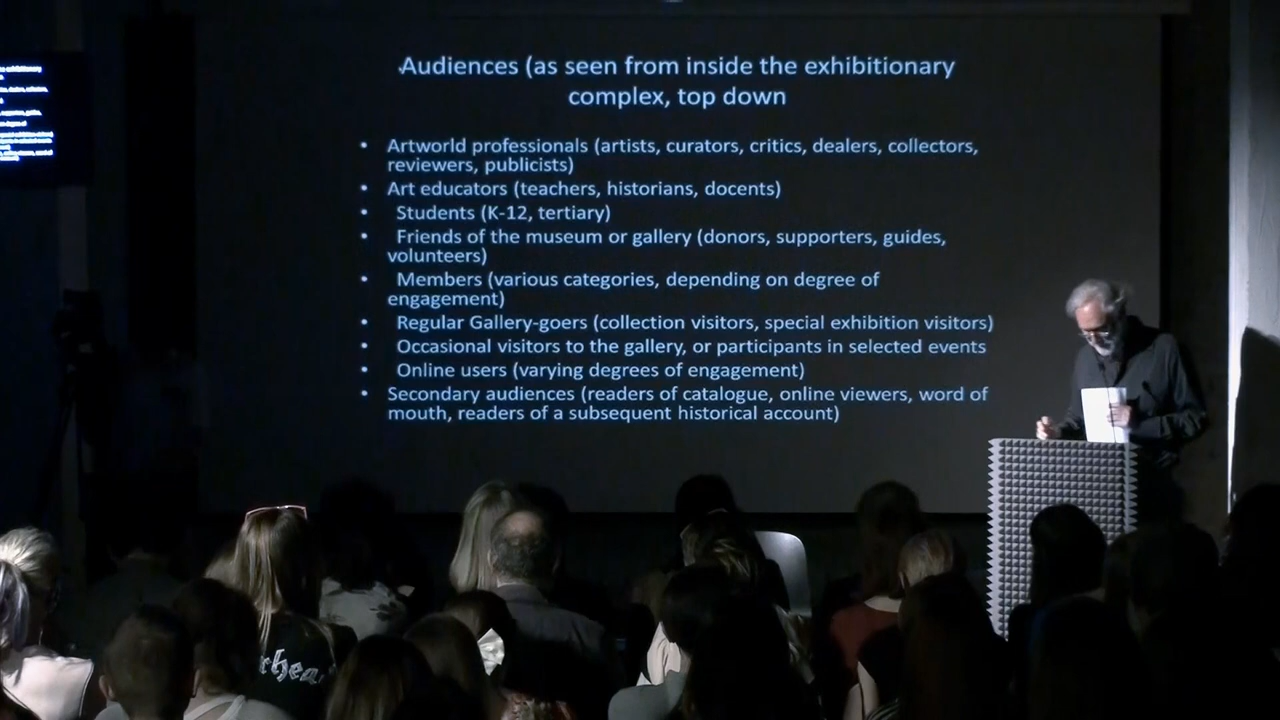 Audiences (as seen from inside the exhibitionary
complex, top down
• Artworld professionals (artists, curators, critics, dealers, collectors,
reviewers, publicists)
• Art educators (teachers, historians, docents)
• Students (K-12, tertiary)
• Friends of the museum or gallery (donors, supporters, guides,
volunteers)
• Members (various categories, depending on degree of
engagement)
• Regular Gallery-goers (collection visitors, special exhibition visitors)
• Occasional visitors to the gallery, or participants in selected events
• Online users (varying degrees of engagement)
• Secondary audiences (readers of catalogue, online viewers, word of
mouth, readers of a subsequent historical account)